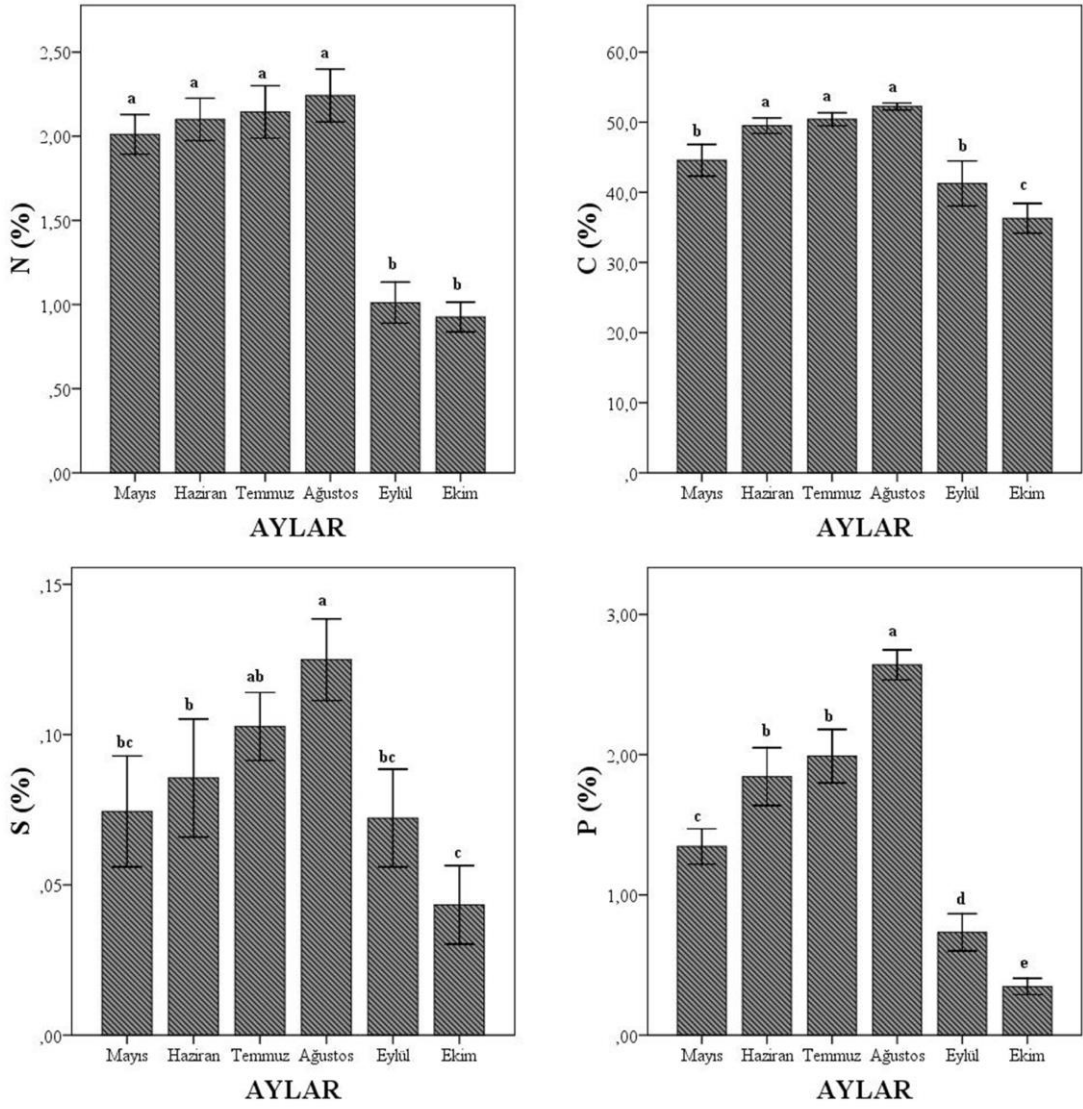 N (%)
2,50
2,00
1,50
1,00
,50
,00
a
a
a
a
b
b
Mayıs Haziran Temmuz Ağustos Eylül Ekim
AYLAR
C (%)
60,0
50,0
40,0
30,0
20,0
10,0
,0
b
a
a
a
b
c
Mayıs Haziran Temmuz Ağustos Eylül Ekim
AYLAR
S (%)
,15
,10
,05
,00
bc
b
ab
a
bc
c
Mayıs Haziran Temmuz Ağustos Eylül Ekim
AYLAR
P (%)
3,00
2,00
1,00
,00
c
b
b
a
d
e
Mayıs Haziran Temmuz Ağustos Eylül Ekim
AYLAR